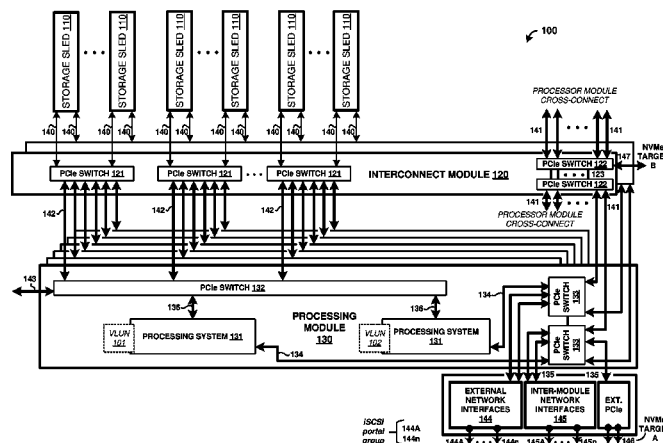 STORAGE SLED 110
STORAGE SLED 110
STORAGE SLED 110
STORAGE SLED 110
STORAGE SLED 110
STORAGE SLED 110
100
PROCESSOR MODULE
CROSS-CONNECT
140 140 140 140 140 140
141 141
PCIe SWITCH 121
PCIe SWITCH 121
PCIe SWITCH 121
INTERCONNECT MODULE 120
PCIe SWITCH 122
123
PCIe SWITCH 122
147
NVMe
TARGET
B
141 141
PROCESSOR MODULE
CROSS-CONNECT
142 142 142
143
PCIe SWITCH 132
136 136
134
PCIe
SWITCH
133
PROCESSING
MODULE
130
VLUN
101
PROCESSING SYSTEM 131
VLUN
102
PROCESSING SYSTEM 131
PCIe
SWITCH
133
134
135 135
EXTERNAL
NETWORK
INTERFACES
144
INTER-MODULE
NETWORK
INTERFACES
145
EXT.
PCIe
146
NVMe
TARGET
A
iSCSI
portal
group
144A
144n
144A 144n 145A 145n